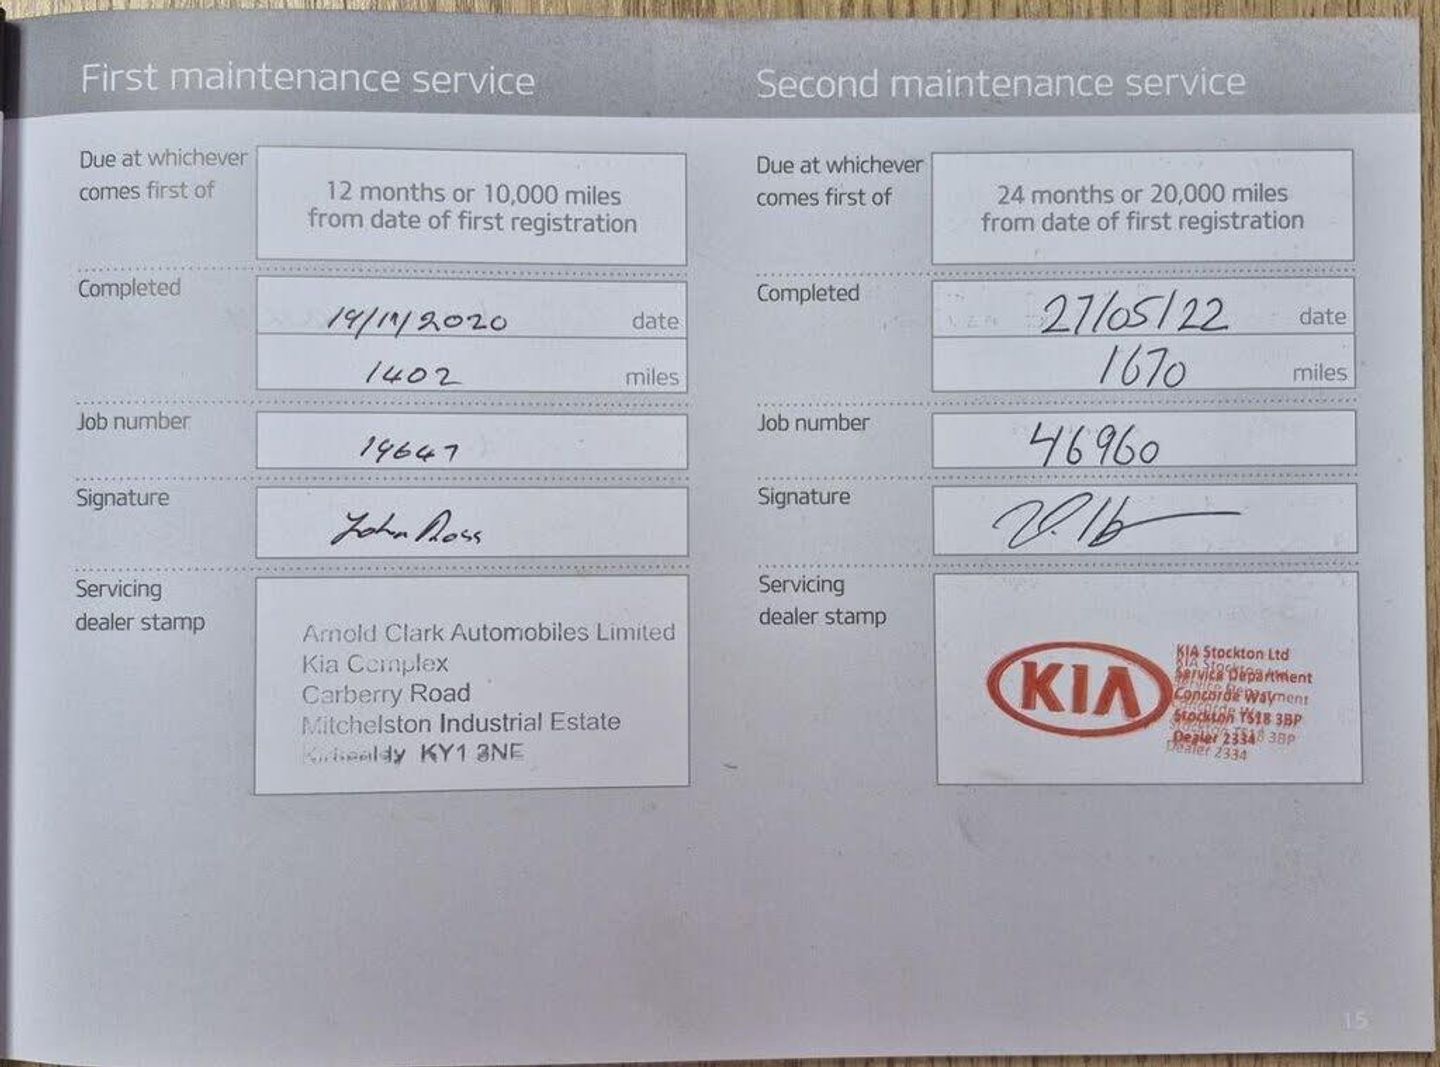 First maintenance service
Due at whichever
comes first of
12 months or 10,000 miles
from date of first registration
Completed
date
1402 miles
Job number
19647
Signature
John Ross
Servicing
dealer stamp
Arnold Clark Automobiles Limited
Kia Complex
Carberry Road
Mitchelston Industrial Estate
KY1 3NE
Second maintenance service
Due at whichever
comes first of
24 months or 20,000 miles
from date of first registration
Completed
27/05/22 date
1670 miles
Job number
46960
Signature
Servicing
dealer stamp
KIA
KIA Stockton Ltd
Service Department
Concorde Way
Stockton TS18 3BP
Dealer 2334
15